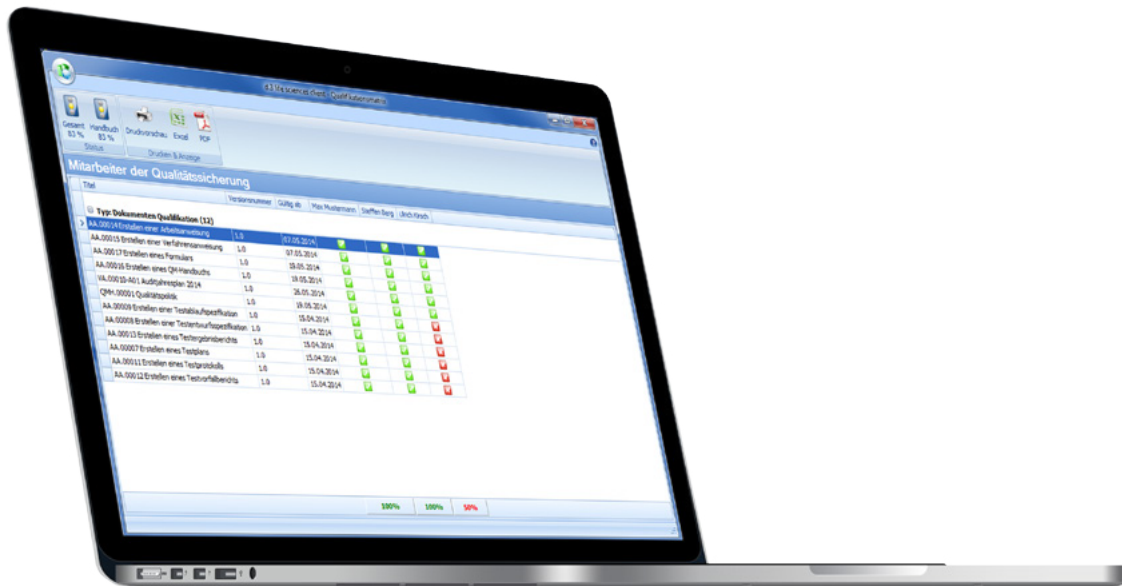 d.3 life sciences client - Qualifikationsmatrix
Gesamt 83 %
Handbuch 83 %
Druckvorschau
Excel
PDF
Status
Drucken & Anzeige
Mitarbeiter der Qualitätssicherung
Titel Versionsnummer Gültig ab Max Mustermann Steffen Berg Ulrich Kirsch
Typ: Dokumenten Qualifikation (12)
AA.00014 Erstellen einer Arbeitsanweisung 1.0 07.05.2014
AA.00015 Erstellen einer Verfahrensanweisung 1.0 07.05.2014
AA.00017 Erstellen eines Formulars 1.0 19.05.2014
AA.00016 Erstellen eines QM-Handbuchs 1.0 19.05.2014
VA.00010-A01 Auditjahresplan 2014 1.0 26.05.2014
QMH.00001 Qualitätspolitik 1.0 19.05.2014
AA.00009 Erstellen einer Testablaufspezifikation 1.0 15.04.2014
AA.00008 Erstellen einer Testentwurfsspezifikation 1.0 15.04.2014
AA.00013 Erstellen eines Testergebnisberichts 1.0 15.04.2014
AA.00007 Erstellen eines Testplans 1.0 15.04.2014
AA.00011 Erstellen eines Testprotokolls 1.0 15.04.2014
AA.00012 Erstellen eines Testvorfallberichts 1.0 15.04.2014
100% 100% 50%